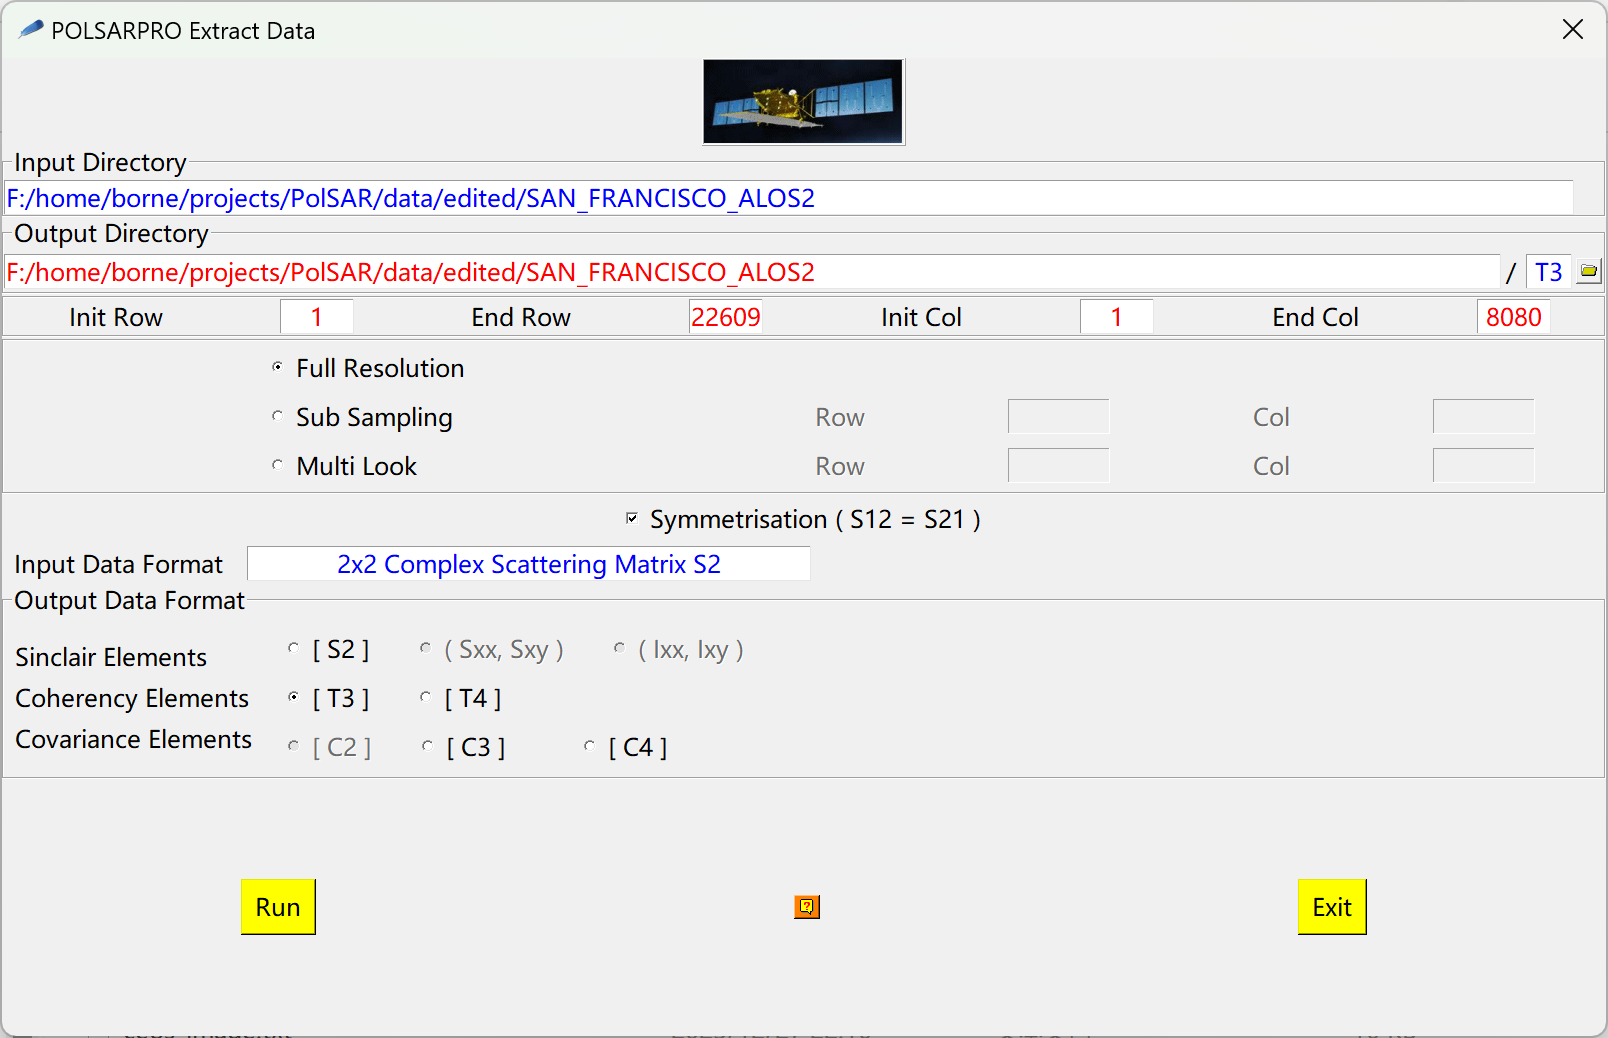 POLSARPRO Extract Data
Input Directory
F:/home/borne/projects/PolSAR/data/edited/SAN_FRANCISCO_ALOS2
Output Directory
F:/home/borne/projects/PolSAR/data/edited/SAN_FRANCISCO_ALOS2 / T3
Init Row 1 End Row 22609 Init Col 1 End Col 8080
Full Resolution
Sub Sampling Row Col
Multi Look Row Col
Symmetrisation ( S12 = S21 )
Input Data Format 2x2 Complex Scattering Matrix S2
Output Data Format
Sinclair Elements [ S2 ] ( Sxx, Sxy ) ( Ixx, Ixy )
Coherency Elements [ T3 ] [ T4 ]
Covariance Elements [ C2 ] [ C3 ] [ C4 ]
Run ? Exit